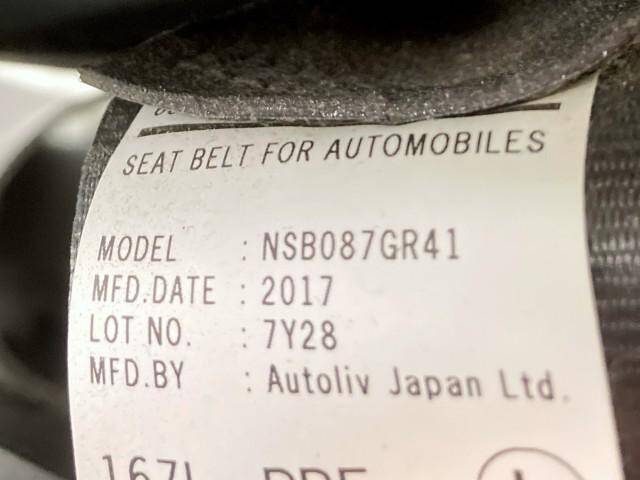 SEAT BELT FOR AUTOMOBILES
MODEL : NSB087GR41
MFD.DATE : 2017
LOT NO. : 7Y28
MFD.BY : Autoliv Japan Ltd.